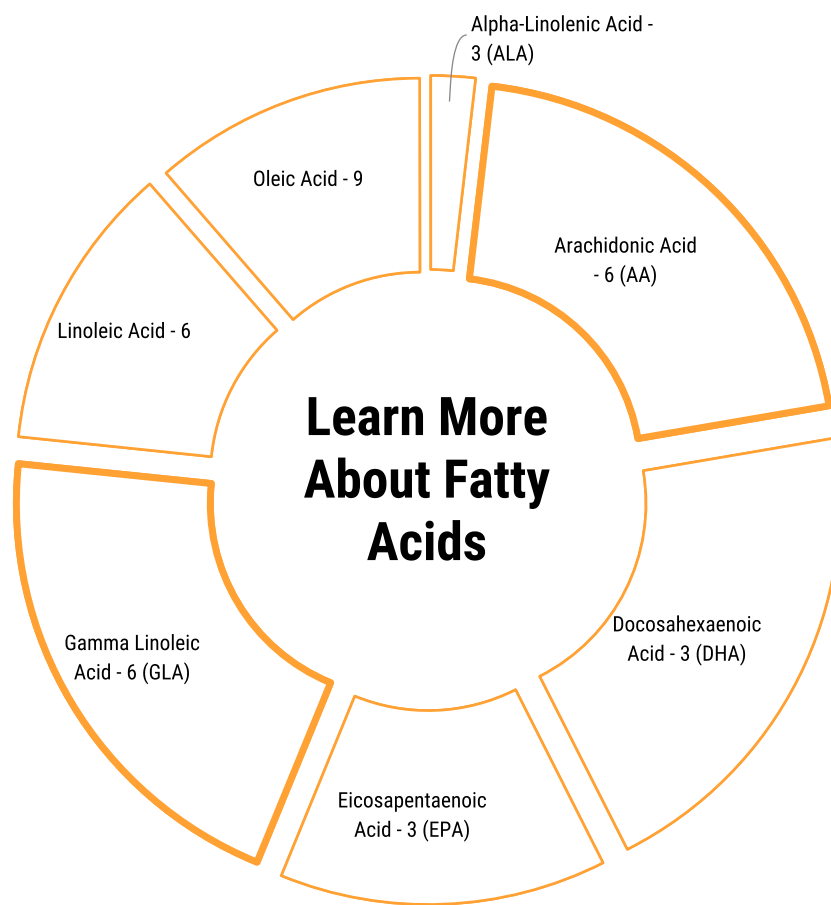 Alpha-Linolenic Acid -
3 (ALA)
Oleic Acid - 9
Arachidonic Acid
- 6 (AA)
Linoleic Acid - 6
Learn More
About Fatty
Acids
Docosahexaenoic
Acid - 3 (DHA)
Gamma Linoleic
Acid - 6 (GLA)
Eicosapentaenoic
Acid - 3 (EPA)